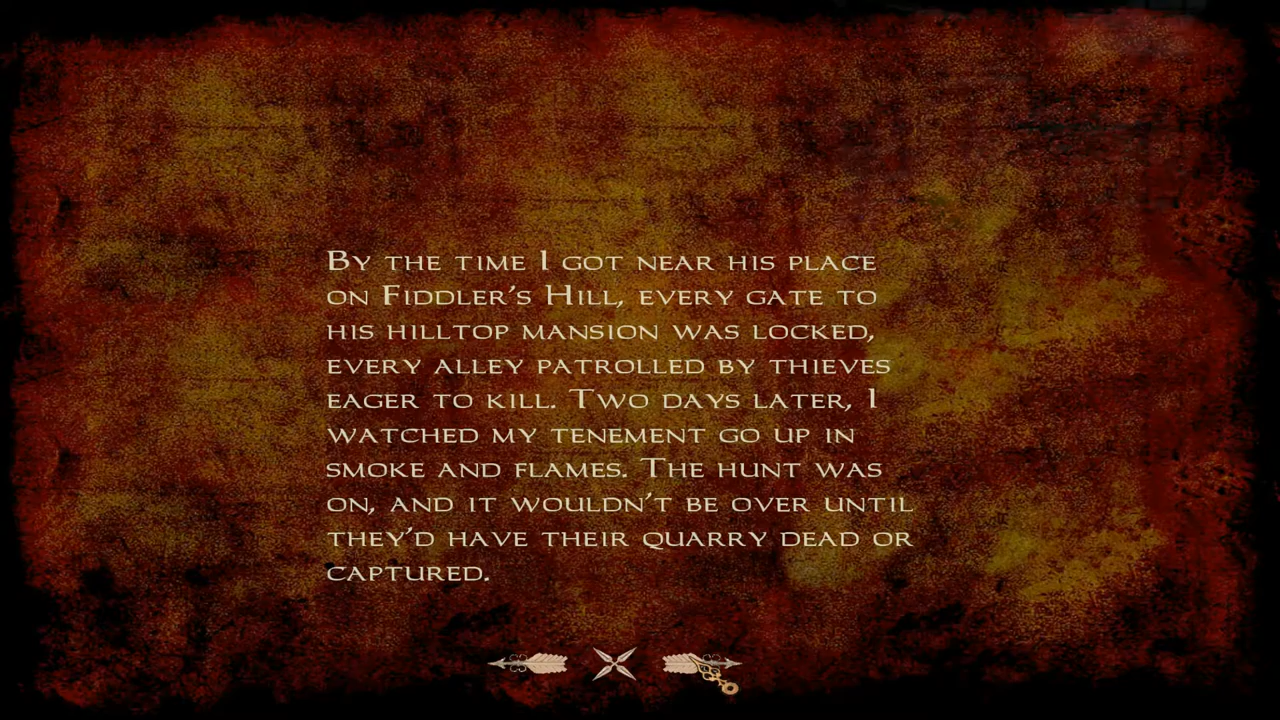 By the time I got near his place
on Fiddler's Hill, every gate to
his hilltop mansion was locked,
every alley patrolled by thieves
eager to kill. Two days later, I
watched my tenement go up in
smoke and flames. The hunt was
on, and it wouldn't be over until
they'd have their quarry dead or
captured.